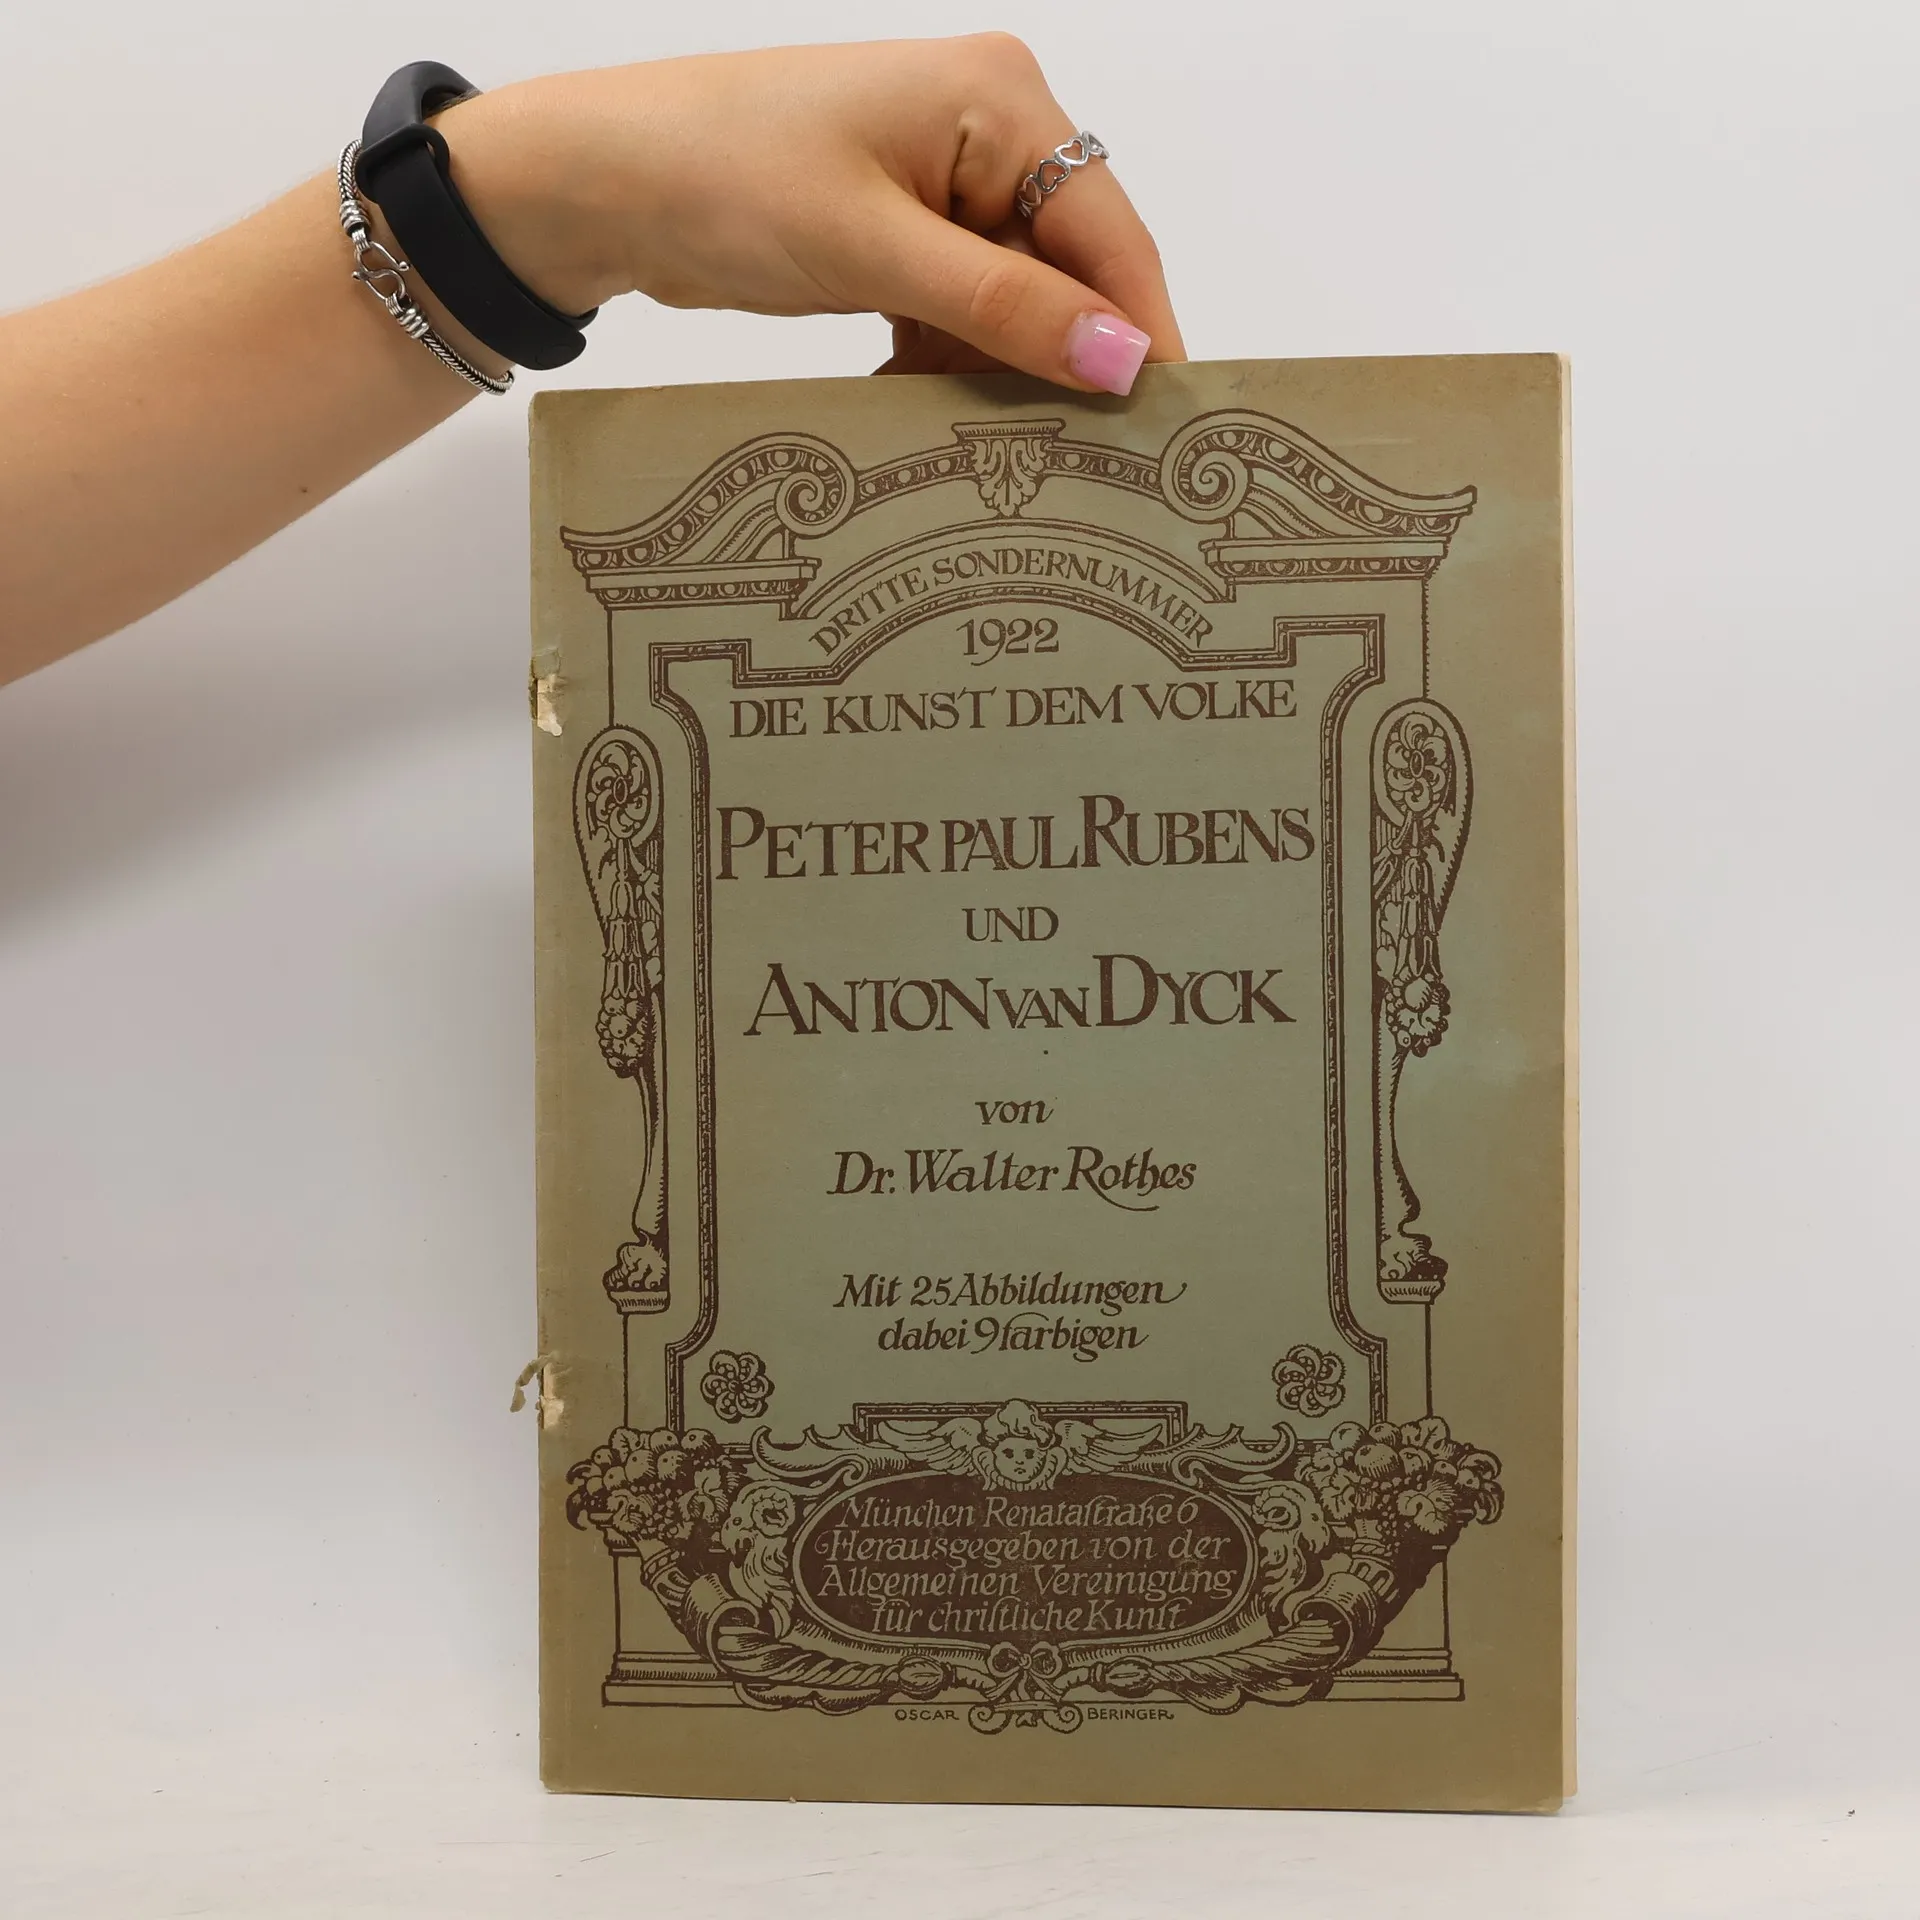 DRITTE SONDERNUMMER
1922
DIE KUNST DEM VOLKE
PETER PAUL RUBENS
UND
ANTON VAN DYCK
von
Dr. Walter Rothes
Mit 25 Abbildungen
dabei 9 farbigen
München Renataſtraße 6
Herausgegeben von der
Allgemeinen Vereinigung
für chriſtliche Kunſt
OSCAR BERINGER